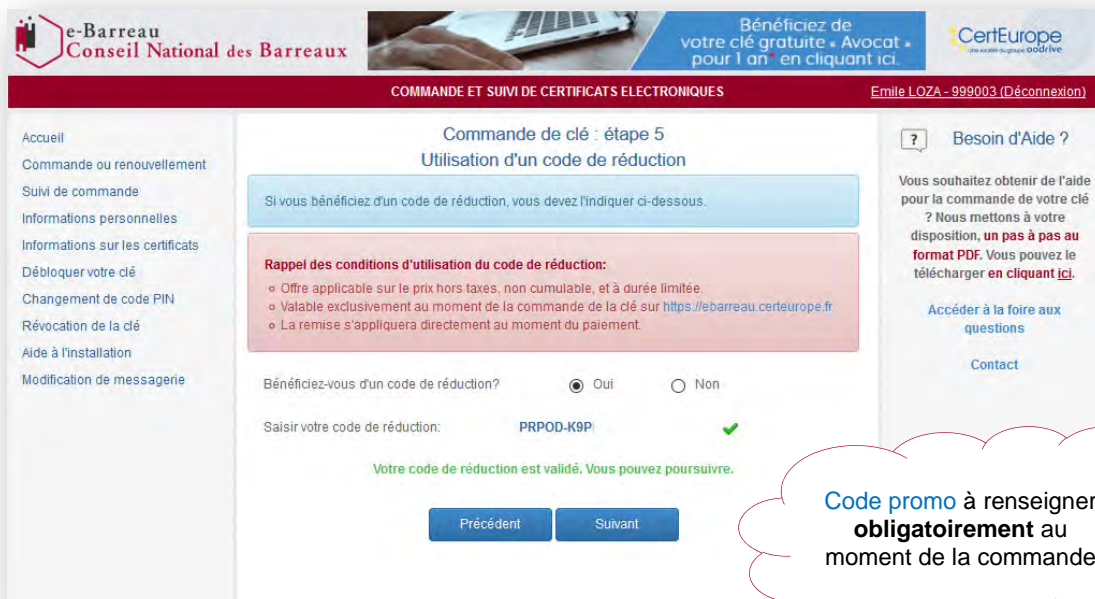 e-Barreau
Conseil National des Barreaux
Bénéficiez de
votre clé gratuite « Avocat »
pour 1 an* en cliquant ici.
CertEurope
une société du groupe oodrive
COMMANDE ET SUIVI DE CERTIFICATS ELECTRONIQUES
Emile LOZA - 999003 (Déconnexion)
Accueil
Commande ou renouvellement
Suivi de commande
Informations personnelles
Informations sur les certificats
Débloquer votre clé
Changement de code PIN
Révocation de la clé
Aide à l'installation
Modification de messagerie
Commande de clé : étape 5
Utilisation d'un code de réduction
Si vous bénéficiez d'un code de réduction, vous devez l'indiquer ci-dessous.
Rappel des conditions d'utilisation du code de réduction:
Offre applicable sur le prix hors taxes, non cumulable, et à durée limitée.
Valable exclusivement au moment de la commande de la clé sur https://ebarreau.certeurope.fr
La remise s'appliquera directement au moment du paiement.
Bénéficiez-vous d'un code de réduction? Oui Non
Saisir votre code de réduction: PRPOD-K9P
Votre code de réduction est validé. Vous pouvez poursuivre.
Précédent Suivant
? Besoin d'Aide ?
Vous souhaitez obtenir de l'aide
pour la commande de votre clé
? Nous mettons à votre
disposition, un pas à pas au
format PDF. Vous pouvez le
télécharger en cliquant ici.
Accéder à la foire aux
questions
Contact
Code promo à renseigner
obligatoirement au
moment de la commande